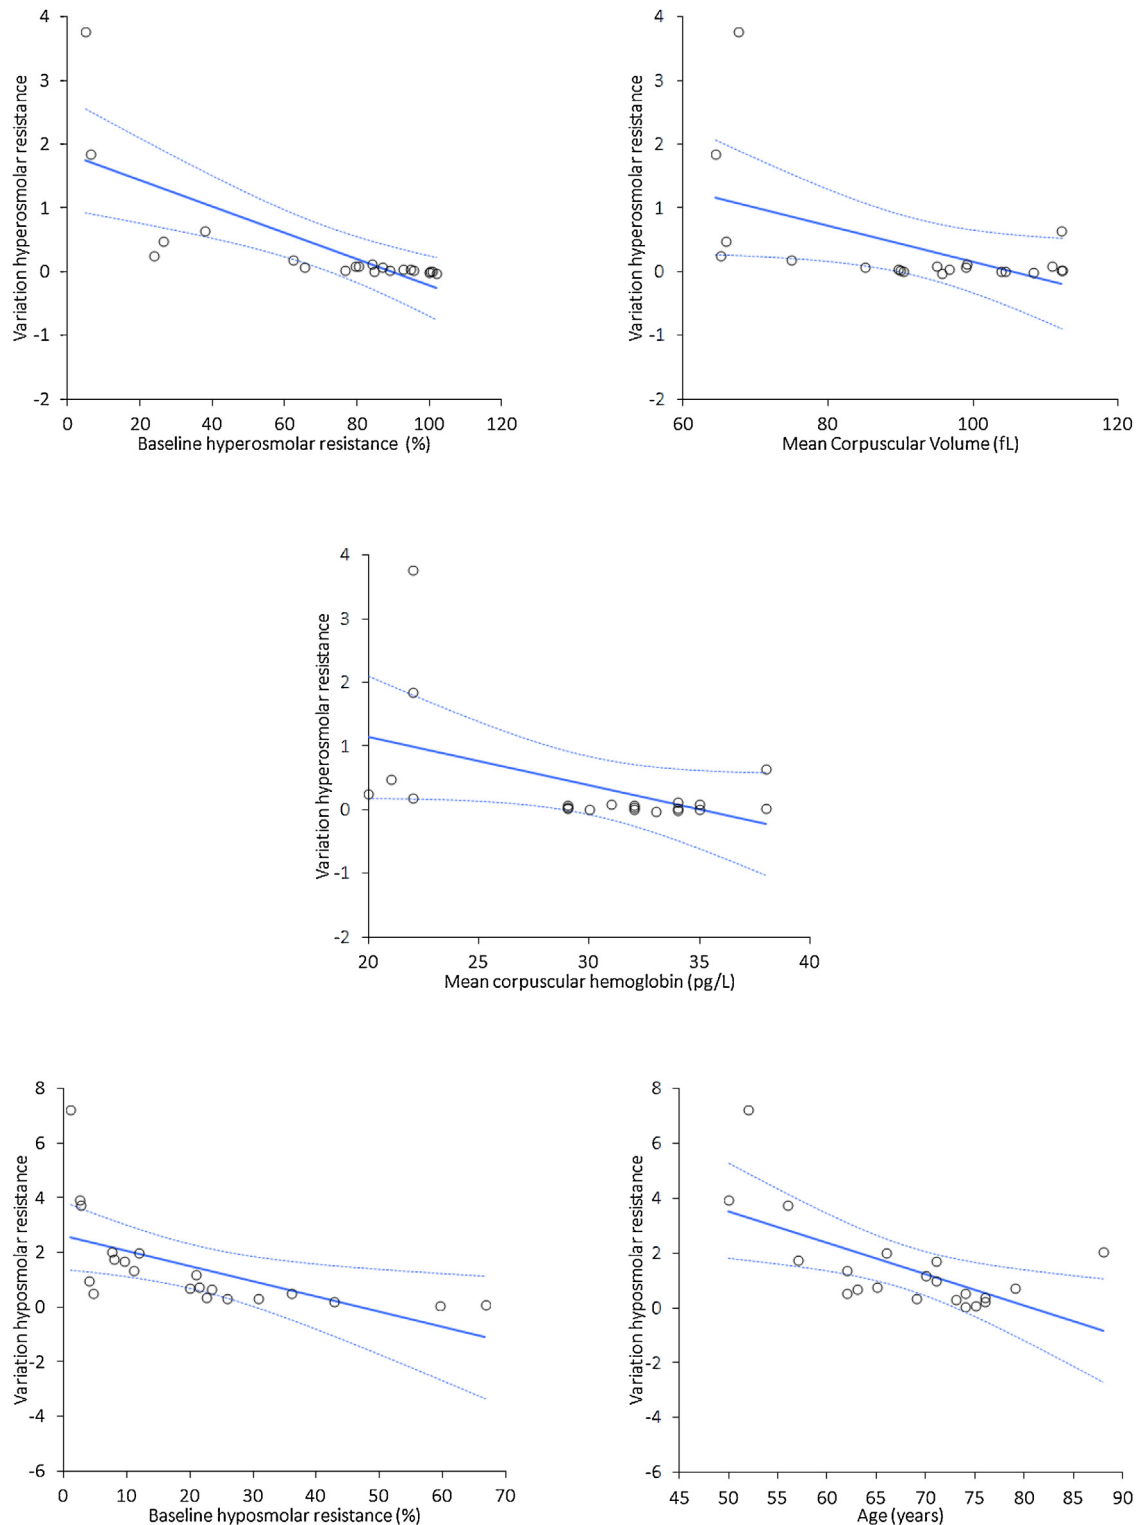 4
4
3
3
2
2
1
1
0
0
-1
-1
-2
-2
Variation hyperosmolar resistance
Variation hyperosmolar resistance
0 20 40 60 80 100 120
60 80 100 120
Baseline hyperosmolar resistance (%)
Mean Corpuscular Volume (fL)
4
3
2
1
0
-1
-2
Variation hyperosmolar resistance
20 25 30 35 40
Mean corpuscular hemoglobin (pg/L)
8
8
6
6
4
4
2
2
0
0
-2
-2
-4
-4
-6
-6
Variation hyposmolar resistance
Variation hyposmolar resistance
0 10 20 30 40 50 60 70
45 50 55 60 65 70 75 80 85 90
Baseline hyposmolar resistance (%)
Age (years)